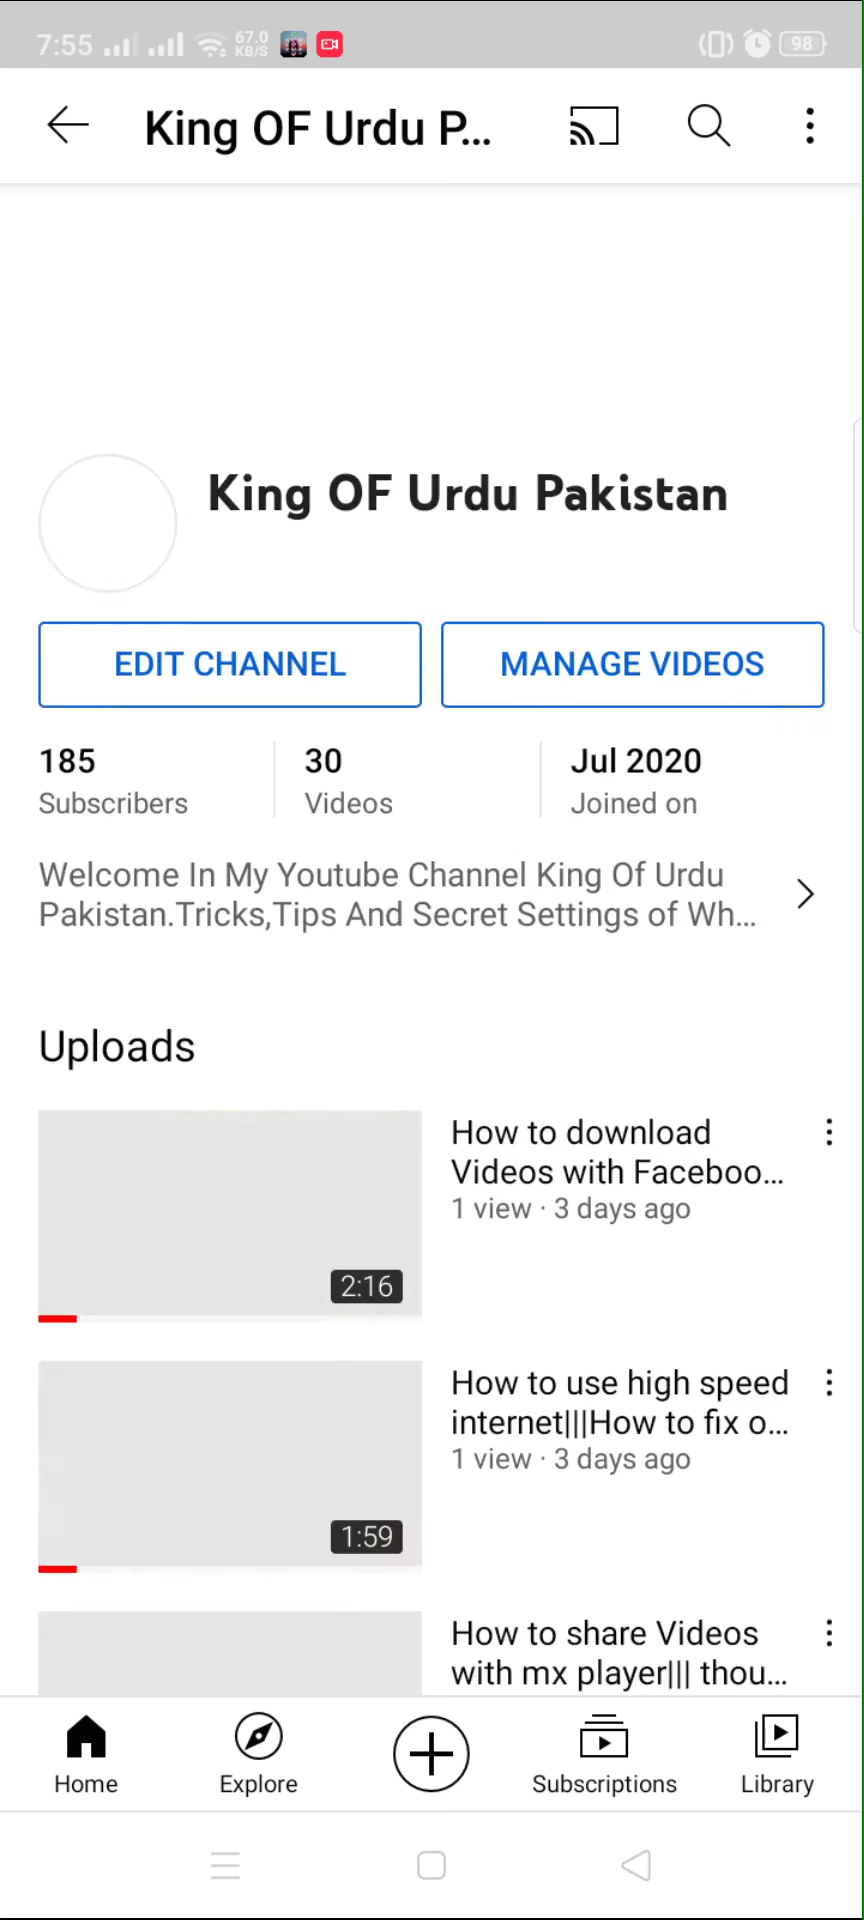 7:55
67.0
KB/S
98
King OF Urdu P...
King OF Urdu Pakistan
EDIT CHANNEL
MANAGE VIDEOS
185
30
Jul 2020
Subscribers
Videos
Joined on
Welcome In My Youtube Channel King Of Urdu
Pakistan.Tricks,Tips And Secret Settings of Wh...
Uploads
How to download
Videos with Faceboo...
1 view · 3 days ago
2:16
How to use high speed
internet|||How to fix o...
1 view · 3 days ago
1:59
How to share Videos
with mx player||| thou...
Home
Explore
Subscriptions
Library